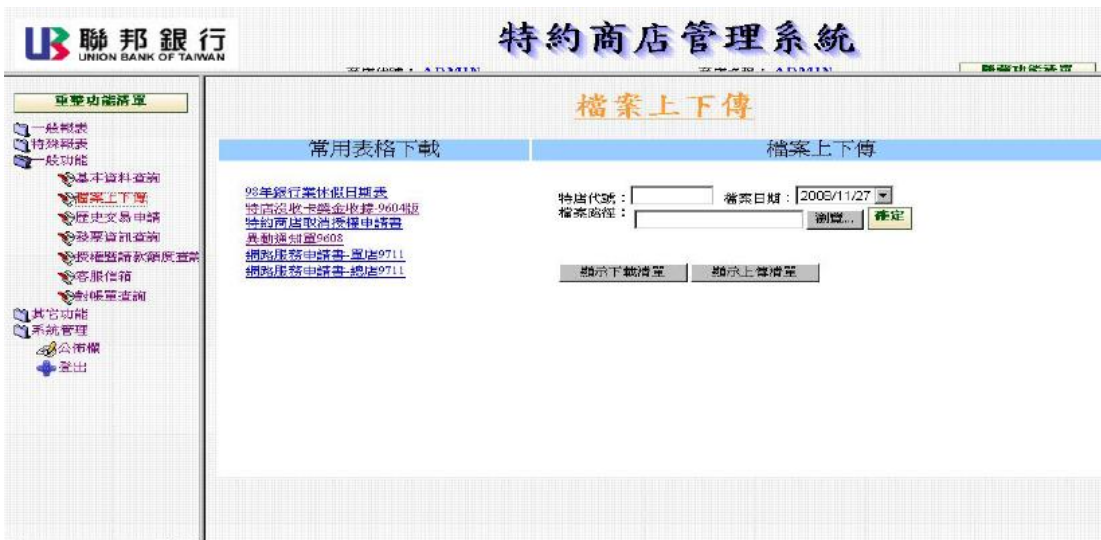 聯邦銀行
UNION BANK OF TAIWAN
特約商店管理系統
ADMIN
ADMIN
重整功能清單
一般報表
特殊報表
一般功能
基本資料查詢
檔案上下傳
歷史交易申請
發票資訊查詢
授權暨請款額度查詢
客服信箱
對帳單查詢
其它功能
系統管理
公佈欄
登出
檔案上下傳
常用表格下載
98年銀行業休假日期表
特店沒收卡獎金收據-9604版
特約商店取消授權申請書
異動通知單9608
網路服務申請書-單店9711
網路服務申請書-總店9711
檔案上下傳
特店代號：
檔案日期：2008/11/27
檔案路徑：
瀏覽... 確定
顯示下載清單 顯示上傳清單